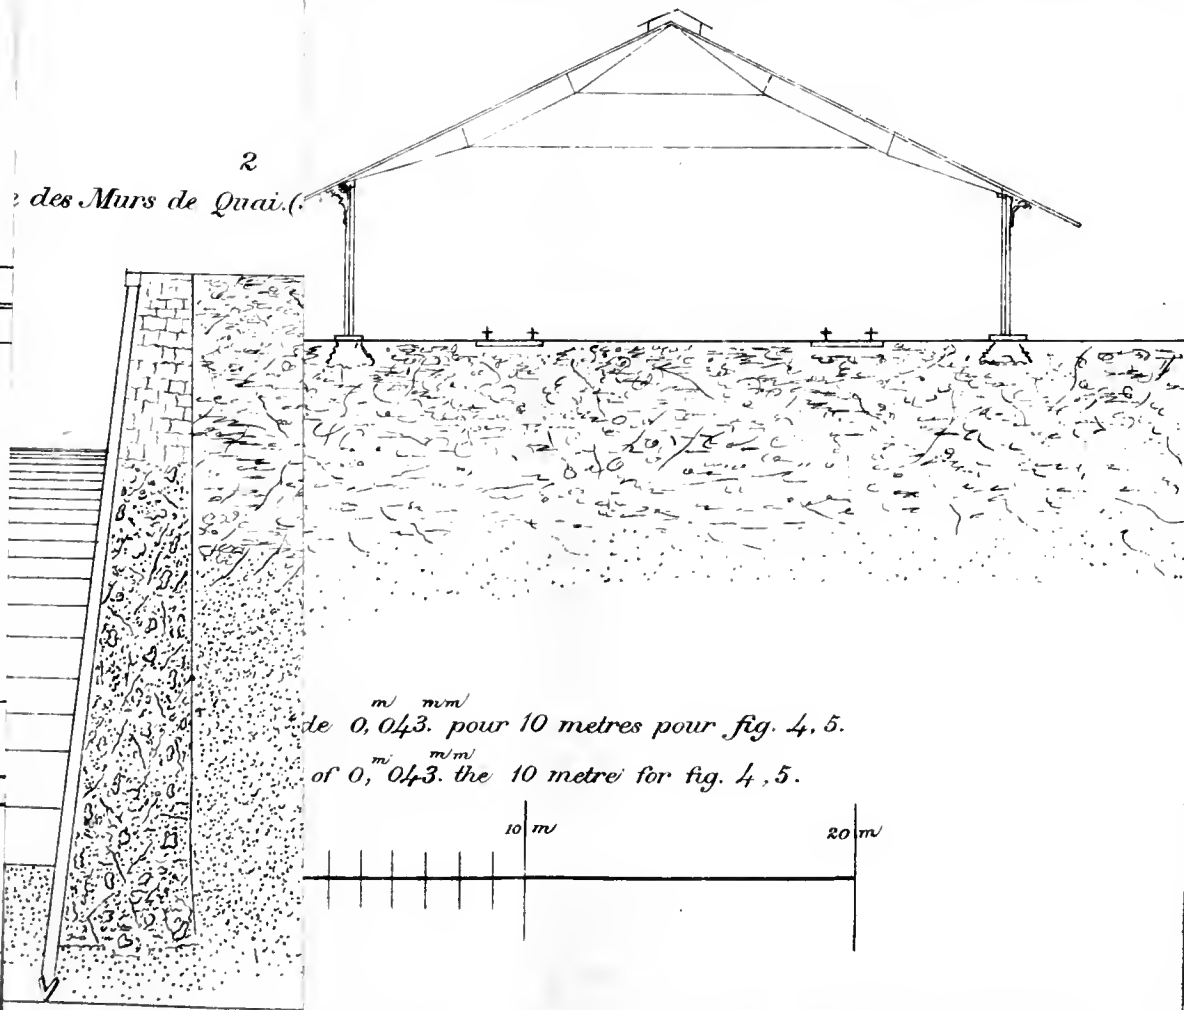 2
des Murs de Quai.(
m mm
de 0,043. pour 10 metres pour fig. 4, 5.
m mm
of 0,043. the 10 metre for fig. 4, 5.
10 m 20 m